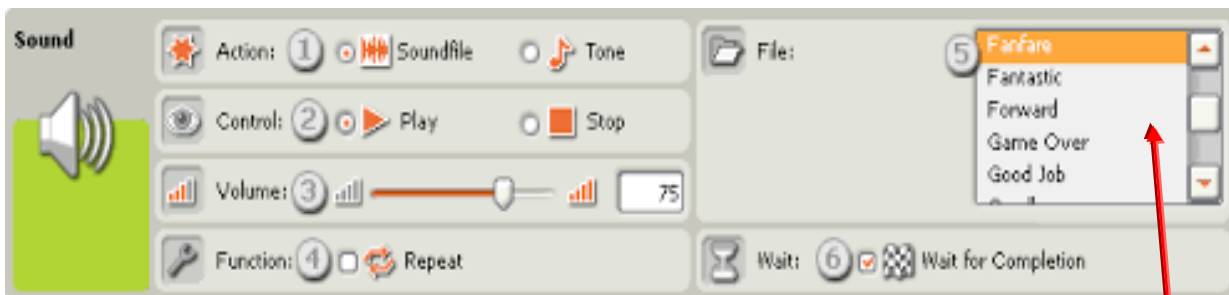 Sound
Action: 1 Soundfile Tone
Control: 2 Play Stop
Volume: 3 75
Function: 4 Repeat
File: 5 Fanfare
Fantastic
Forward
Game Over
Good Job
Wait: 6 Wait for Completion